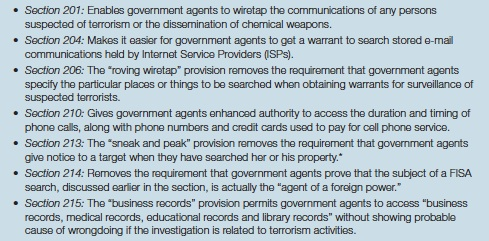 • Section 201: Enables government agents to wiretap the communications of any persons
suspected of terrorism or the dissemination of chemical weapons.
• Section 204: Makes it easier for government agents to get a warrant to search stored e-mail
communications held by Internet Service Providers (ISPs).
• Section 206: The “roving wiretap” provision removes the requirement that government agents
specify the particular places or things to be searched when obtaining warrants for surveillance of
suspected terrorists.
• Section 210: Gives government agents enhanced authority to access the duration and timing of
phone calls, along with phone numbers and credit cards used to pay for cell phone service.
• Section 213: The “sneak and peak” provision removes the requirement that government agents
give notice to a target when they have searched her or his property.*
• Section 214: Removes the requirement that government agents prove that the subject of a FISA
search, discussed earlier in the section, is actually the “agent of a foreign power.”
• Section 215: The “business records” provision permits government agents to access “business
records, medical records, educational records and library records” without showing probable
cause of wrongdoing if the investigation is related to terrorism activities.